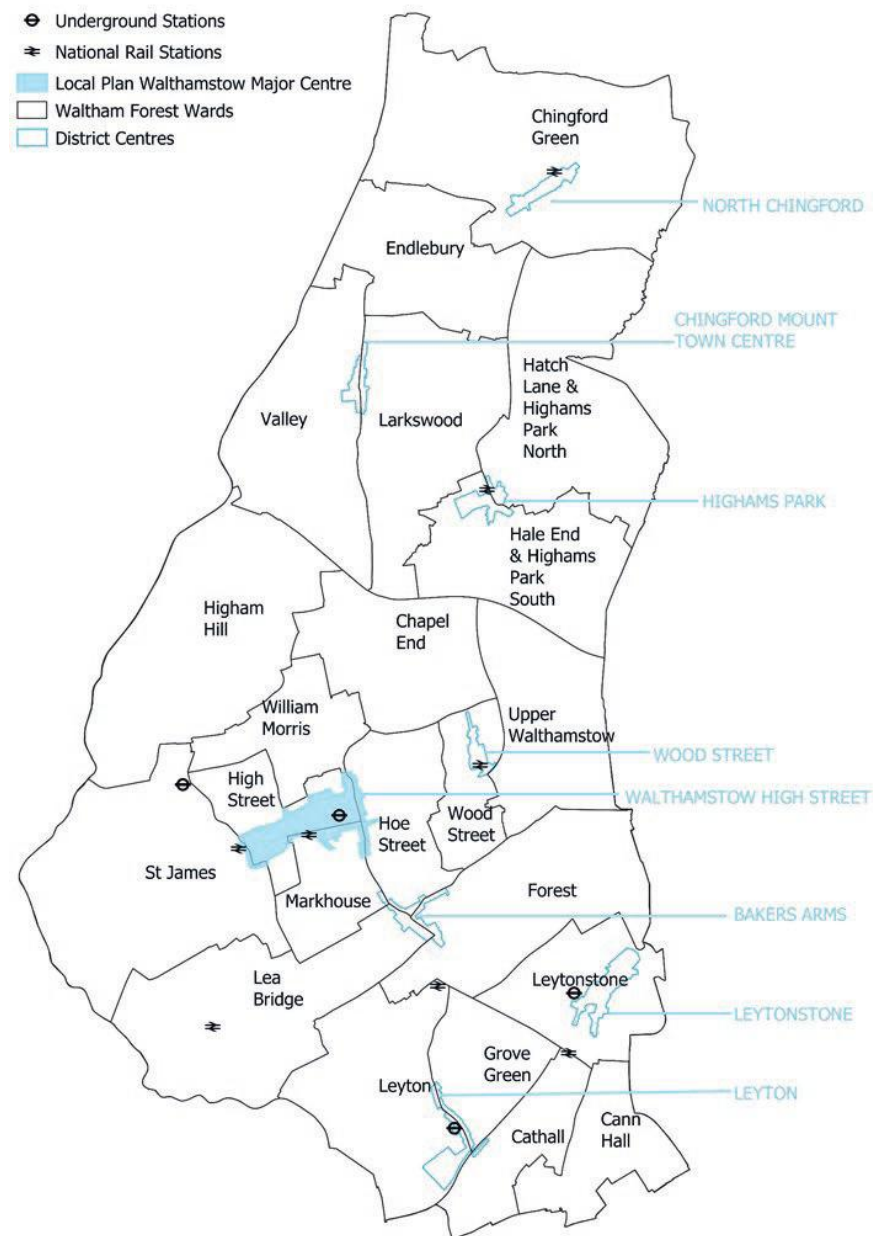 Underground Stations
National Rail Stations
Local Plan Walthamstow Major Centre
Waltham Forest Wards
District Centres
Chingford
Green
NORTH CHINGFORD
Endlebury
CHINGFORD MOUNT
TOWN CENTRE
Hatch
Lane &
Highams
Park
North
Valley
Larkswood
HIGHAMS PARK
Hale End
& Highams
Park
South
Higham
Hill
Chapel
End
William
Morris
Upper
Walthamstow
WOOD STREET
High
Street
WALTHAMSTOW HIGH STREET
Hoe
Street
Wood
Street
St James
Markhouse
Forest
BAKERS ARMS
Lea
Bridge
Leytonstone
LEYTONSTONE
Grove
Green
Leyton
LEYTON
Cathall
Cann
Hall